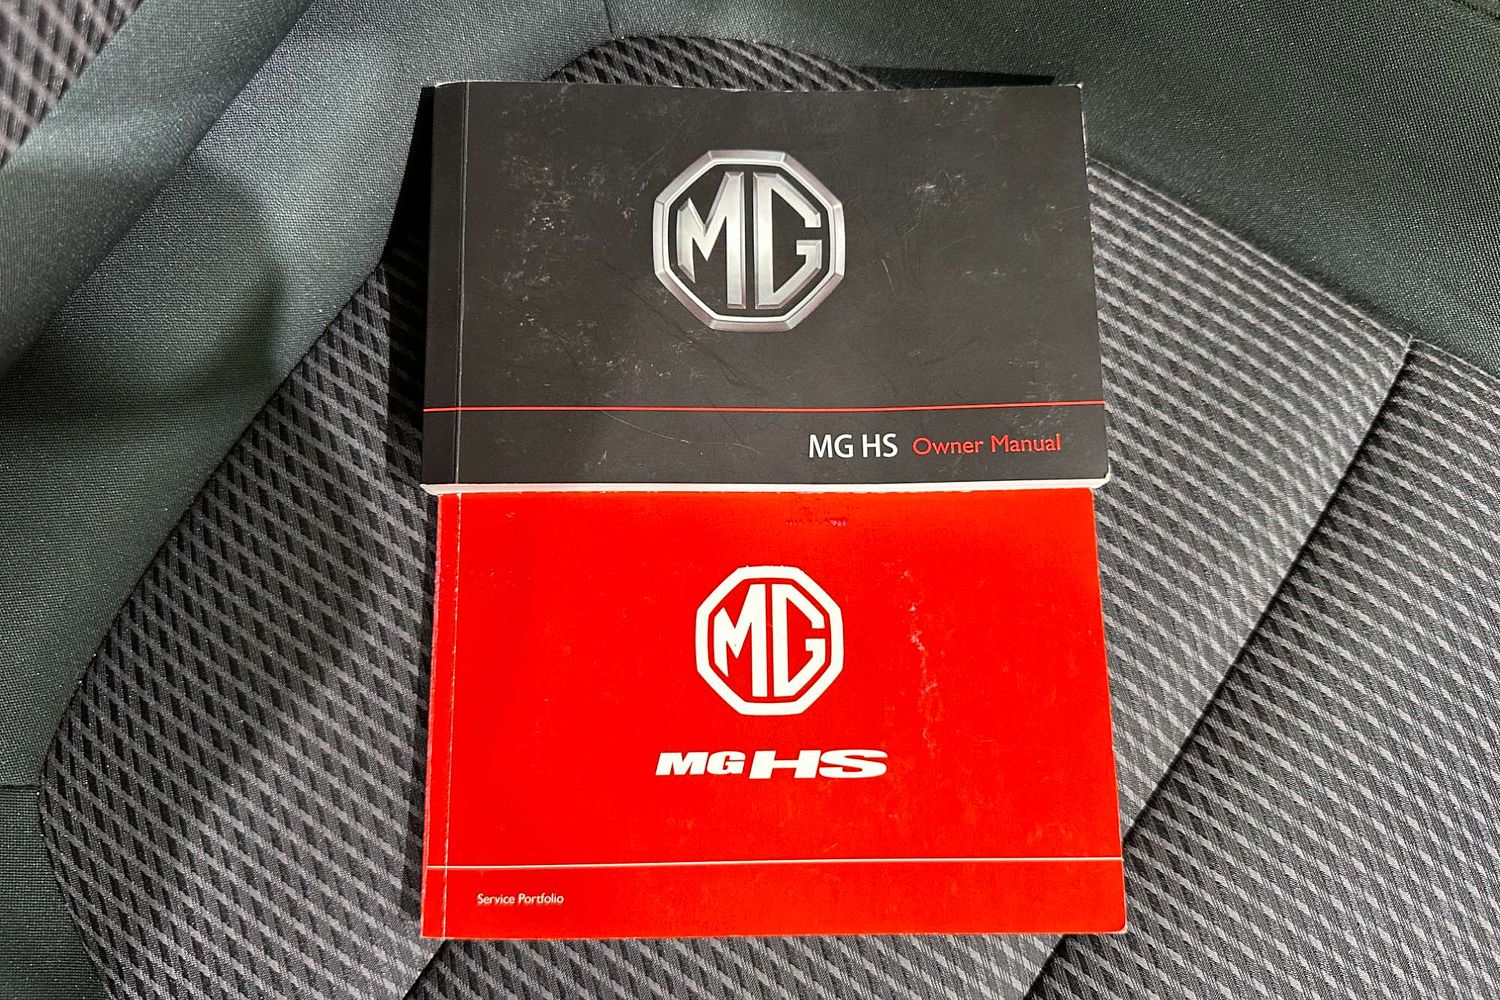 MG
MG HS Owner Manual
MG
MG HS
Service Portfolio